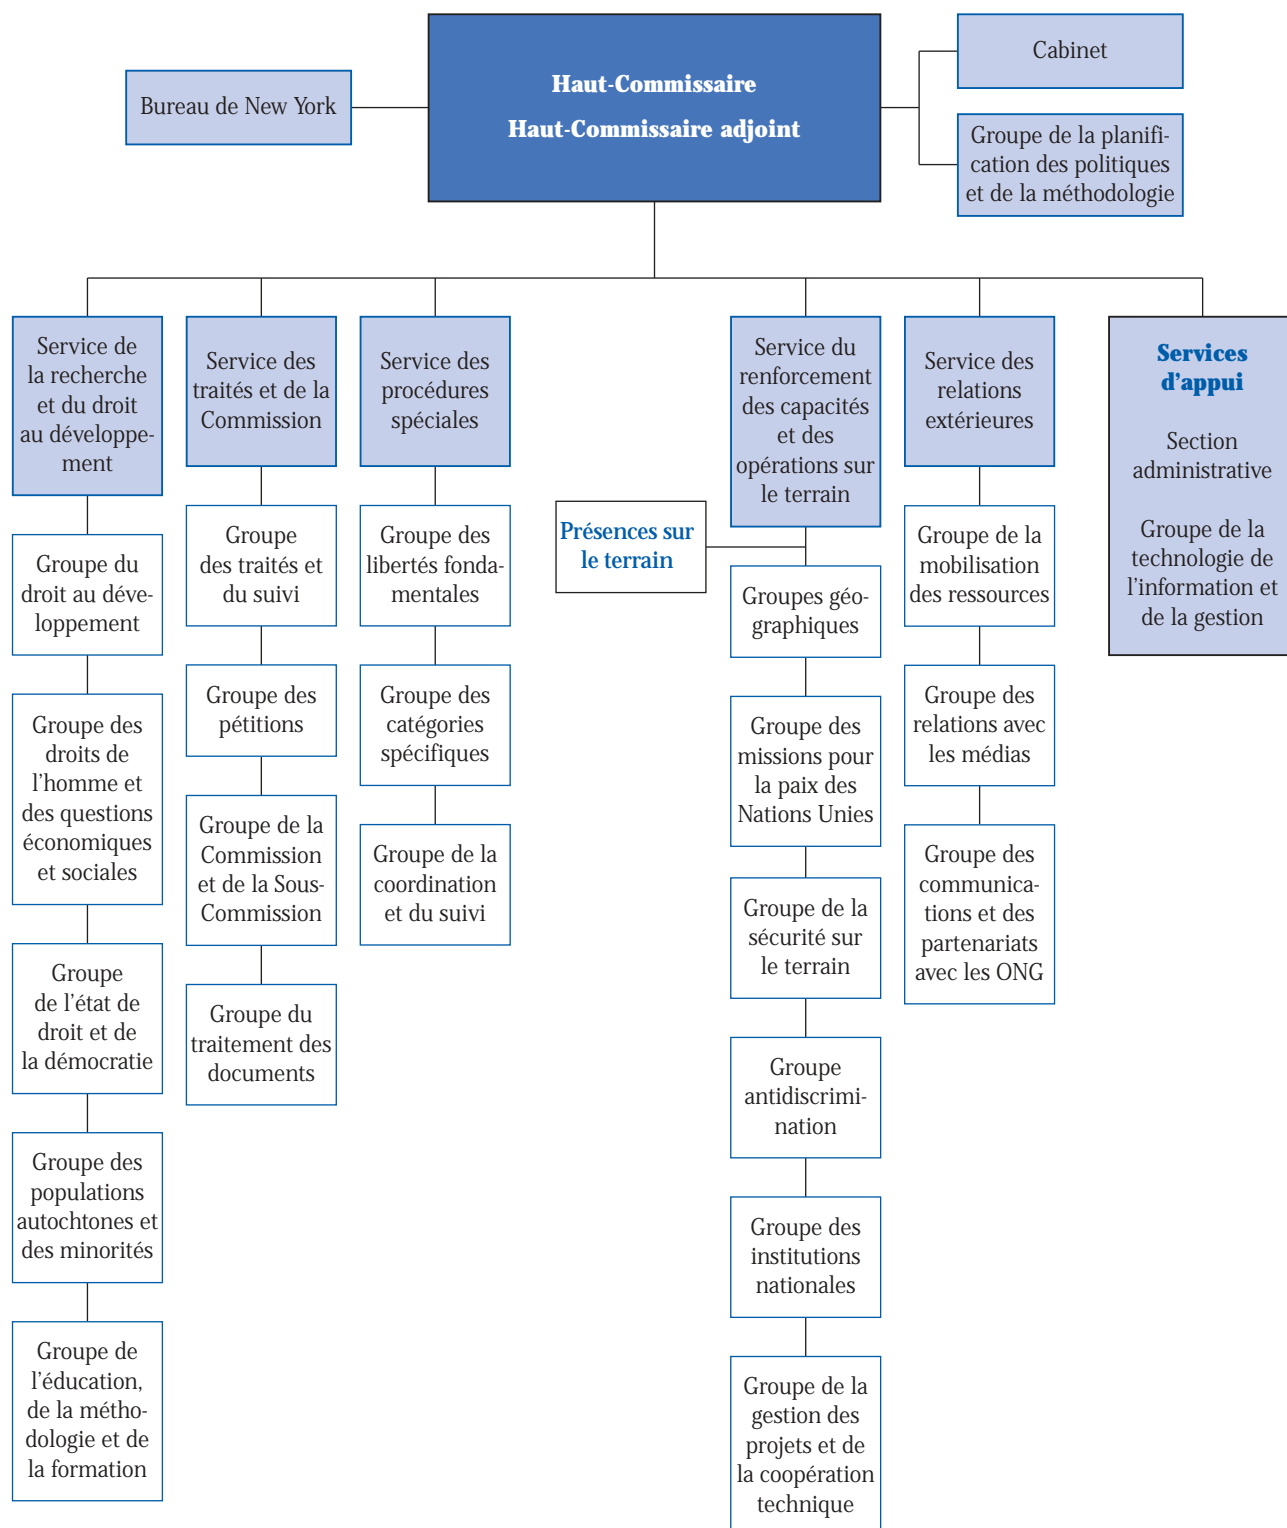 Haut-Commissaire
Haut-Commissaire adjoint
Bureau de New York
Cabinet
Groupe de la planifi-
cation des politiques
et de la méthodologie
Service de
la recherche
et du droit
au développe-
ment
Groupe du
droit au déve-
loppement
Groupe des
droits de
l'homme et
des questions
économiques
et sociales
Groupe
de l'état de
droit et de
la démocratie
Groupe des
populations
autochtones et
des minorités
Groupe de
l'éducation,
de la métho-
dologie et de
la formation
Service des
traités et de la
Commission
Groupe
des traités et
du suivi
Groupe des
pétitions
Groupe de la
Commission
et de la Sous-
Commission
Groupe du
traitement des
documents
Service des
procédures
spéciales
Groupe des
libertés fonda-
mentales
Groupe des
catégories
spécifiques
Groupe de la
coordination
et du suivi
Service du
renforcement
des capacités
et des
opérations sur
le terrain
Présences sur
le terrain
Groupes géo-
graphiques
Groupe des
missions pour
la paix des
Nations Unies
Groupe de la
sécurité sur
le terrain
Groupe
antidiscrimi-
nation
Groupe des
institutions
nationales
Groupe de la
gestion des
projets et de
la coopération
technique
Service des
relations
extérieures
Groupe de la
mobilisation
des ressources
Groupe des
relations avec
les médias
Groupe des
communica-
tions et des
partenariats
avec les ONG
Services
d'appui
Section
administrative
Groupe de la
technologie de
l'information et
de la gestion